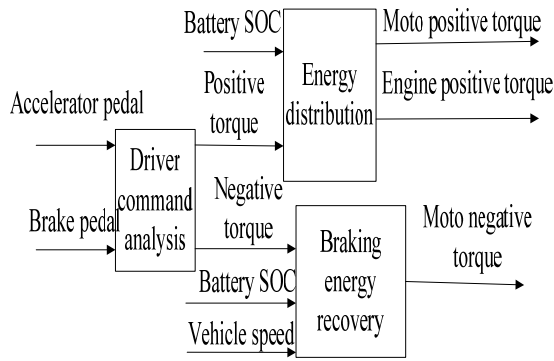 Battery SOC
Moto positive torque
Positive
torque
Energy
distribution
Engine positive torque
Accelerator pedal
Driver
command
analysis
Brake pedal
Negative
torque
Braking
energy
recovery
Moto negative
torque
Battery SOC
Vehicle speed